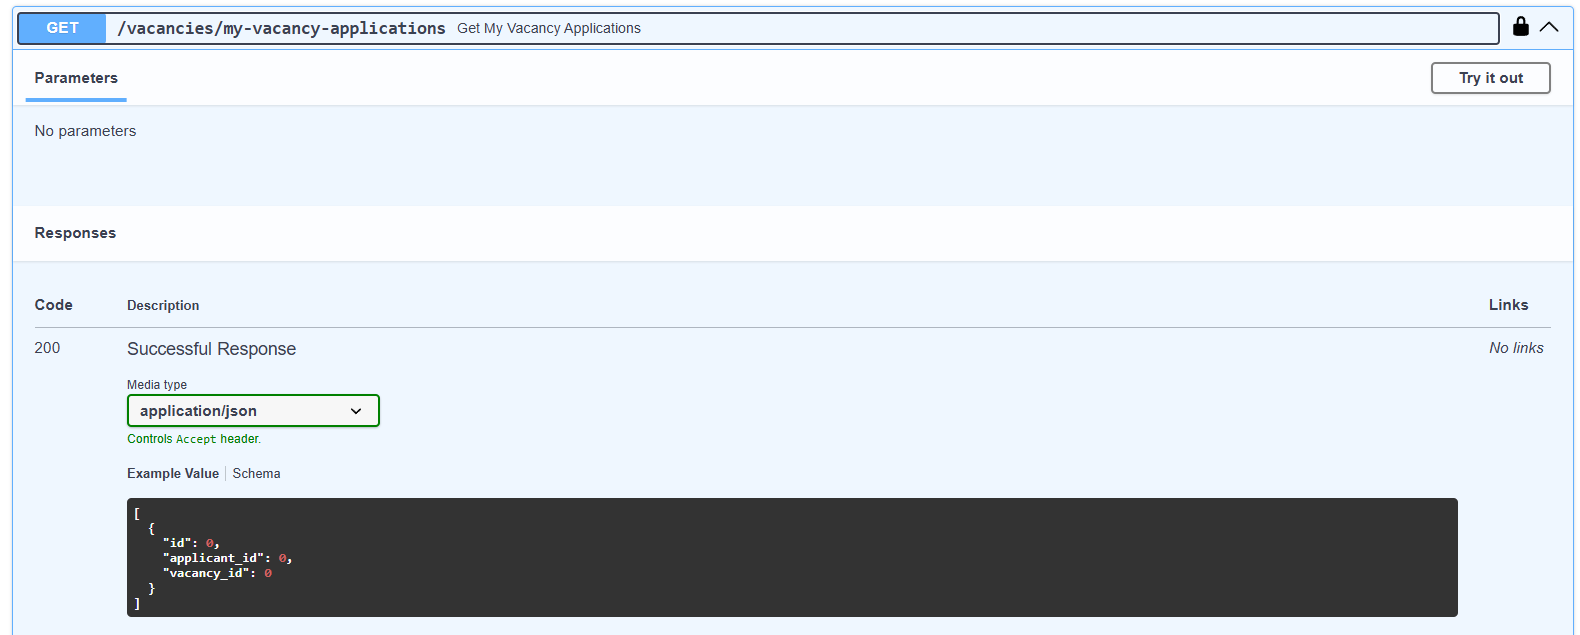 GET /vacancies/my-vacancy-applications Get My Vacancy Applications
Parameters
Try it out
No parameters
Responses
Code Description Links
200 Successful Response No links
Media type
application/json
Controls Accept header.
Example Value Schema
[
  {
    "id": 0,
    "applicant_id": 0,
    "vacancy_id": 0
  }
]